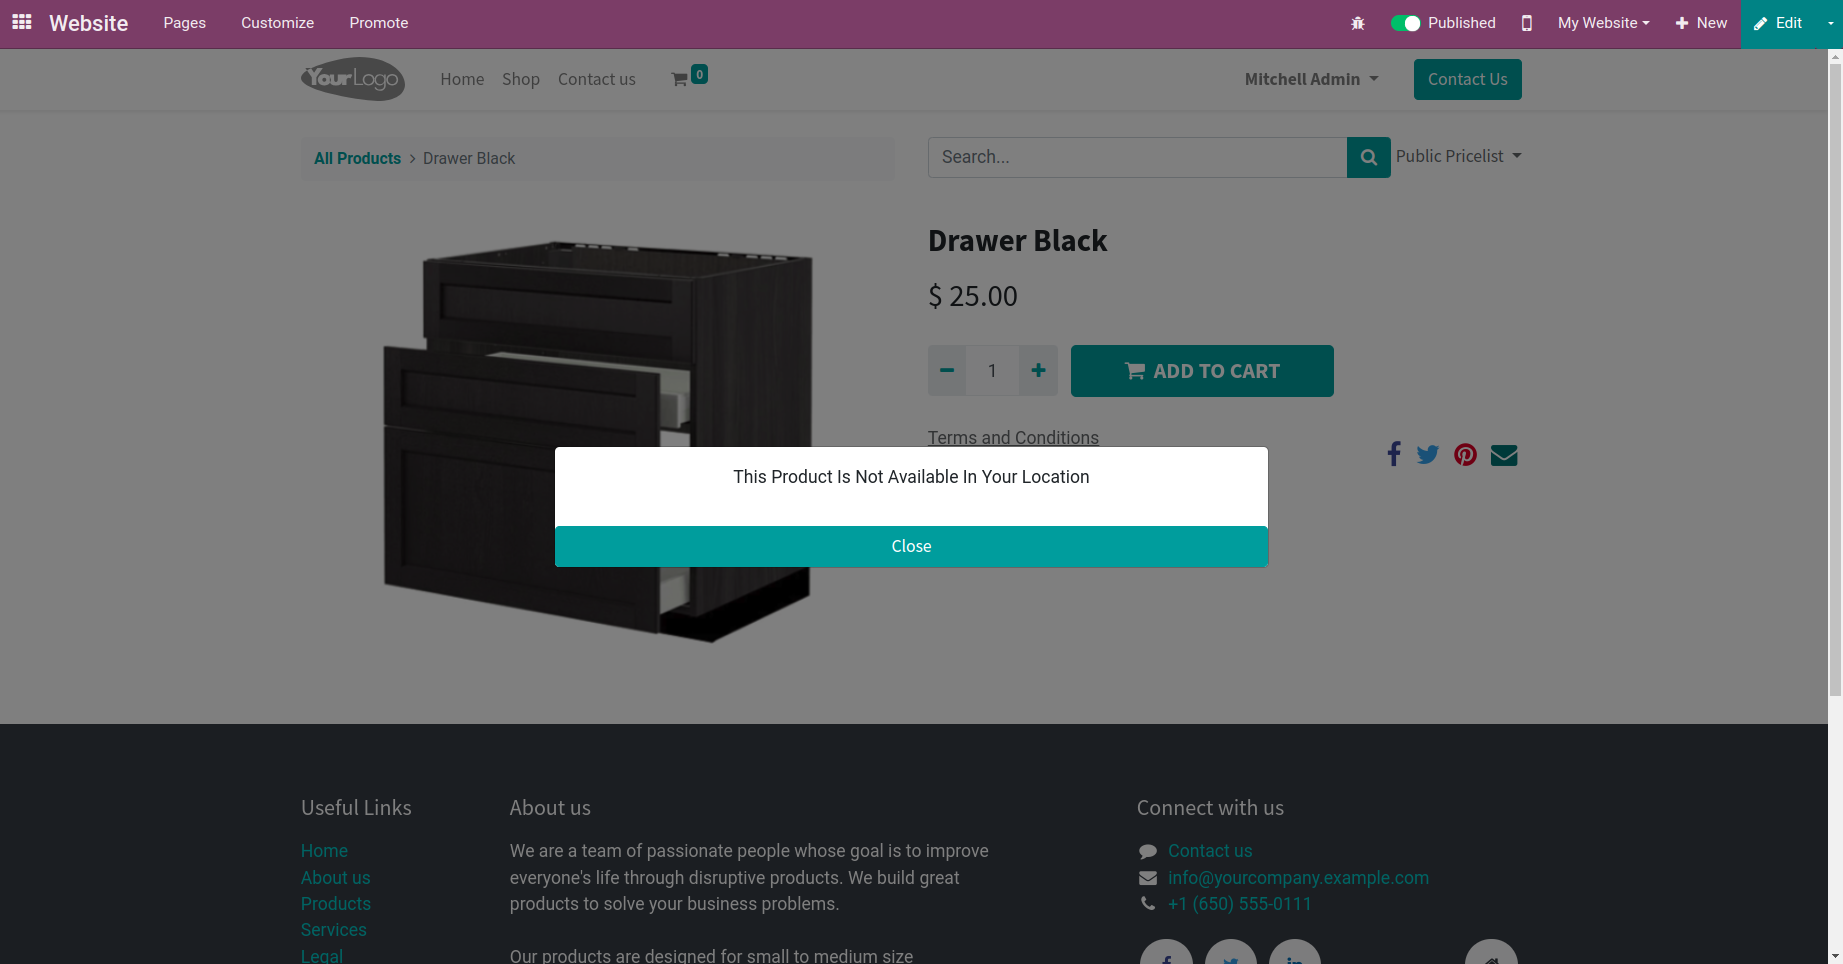 Website Pages Customize Promote Published My Website New Edit
YourLogo Home Shop Contact us 0 Mitchell Admin Contact Us
All Products > Drawer Black
Search... Public Pricelist
Drawer Black
$ 25.00
1 ADD TO CART
Terms and Conditions
This Product Is Not Available In Your Location
Close
Useful Links
Home
About us
Products
Services
Legal
About us
We are a team of passionate people whose goal is to improve
everyone's life through disruptive products. We build great
products to solve your business problems.
Our products are designed for small to medium size
Connect with us
Contact us
info@yourcompany.example.com
+1 (650) 555-0111